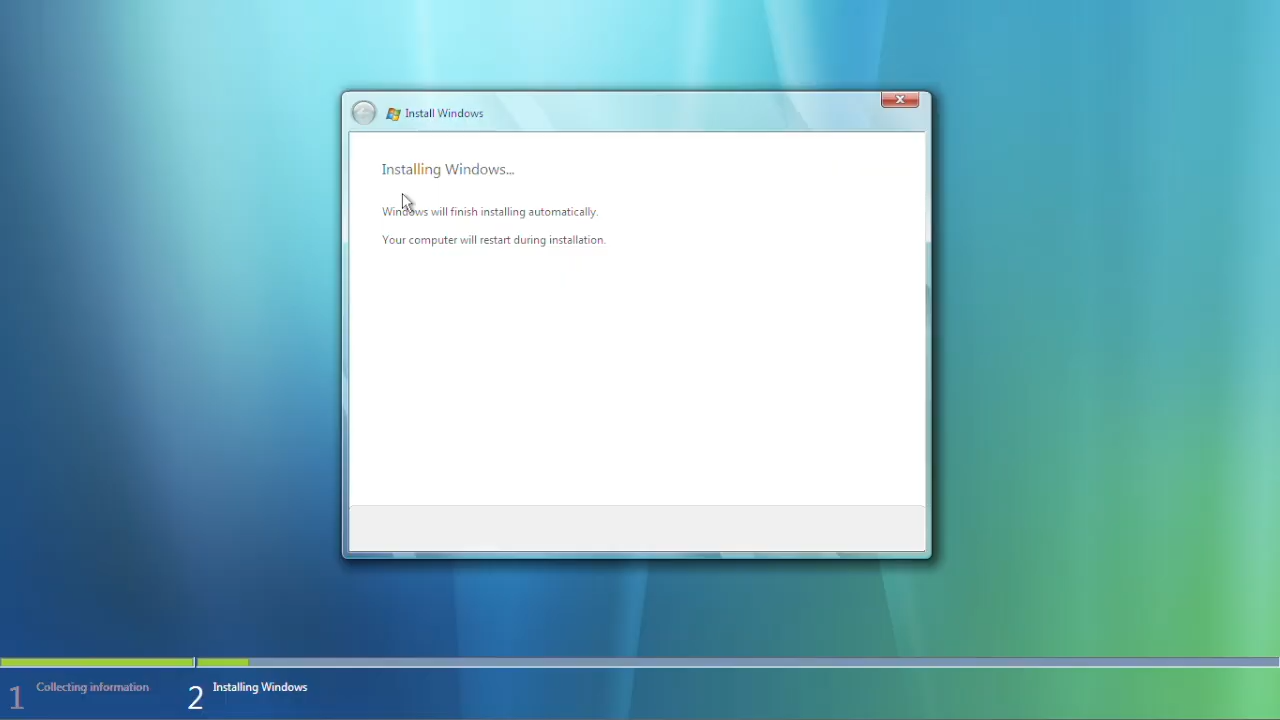 Install Windows
Installing Windows...
Windows will finish installing automatically.
Your computer will restart during installation.
1 Collecting information
2 Installing Windows